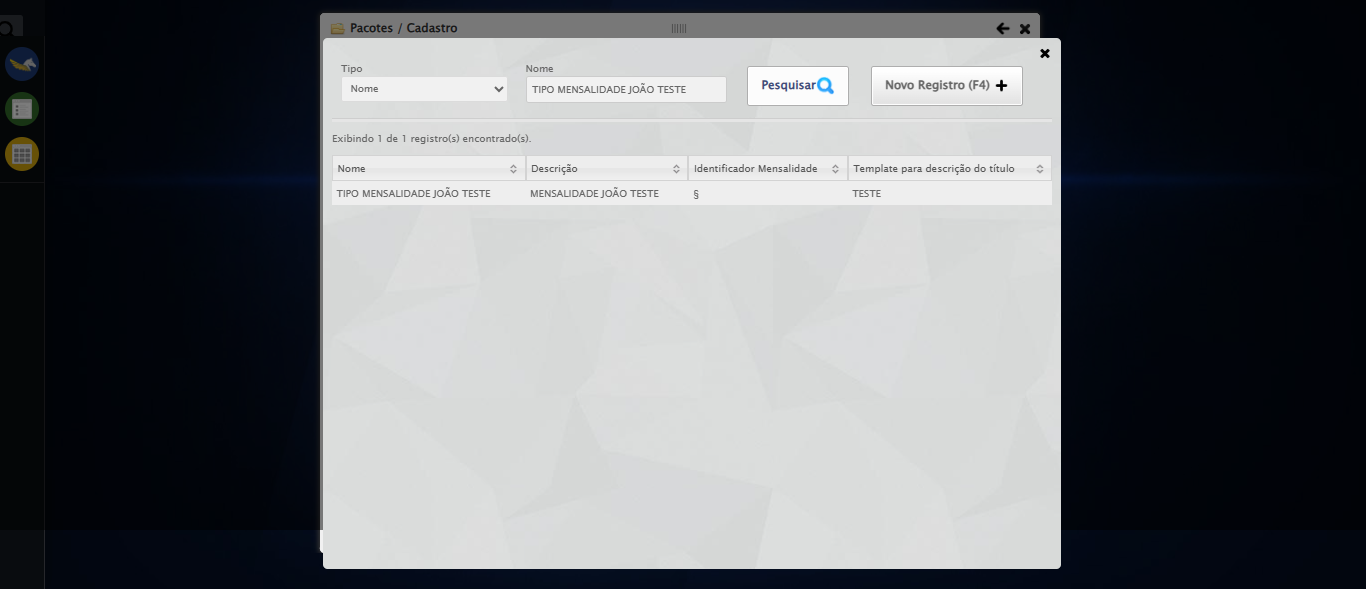 Pacotes / Cadastro
Tipo
Nome
Nome
TIPO MENSALIDADE JOÃO TESTE
Pesquisar
Novo Registro (F4)
Exibindo 1 de 1 registro(s) encontrado(s).
Nome Descrição Identificador Mensalidade Template para descrição do título
TIPO MENSALIDADE JOÃO TESTE MENSALIDADE JOÃO TESTE § TESTE